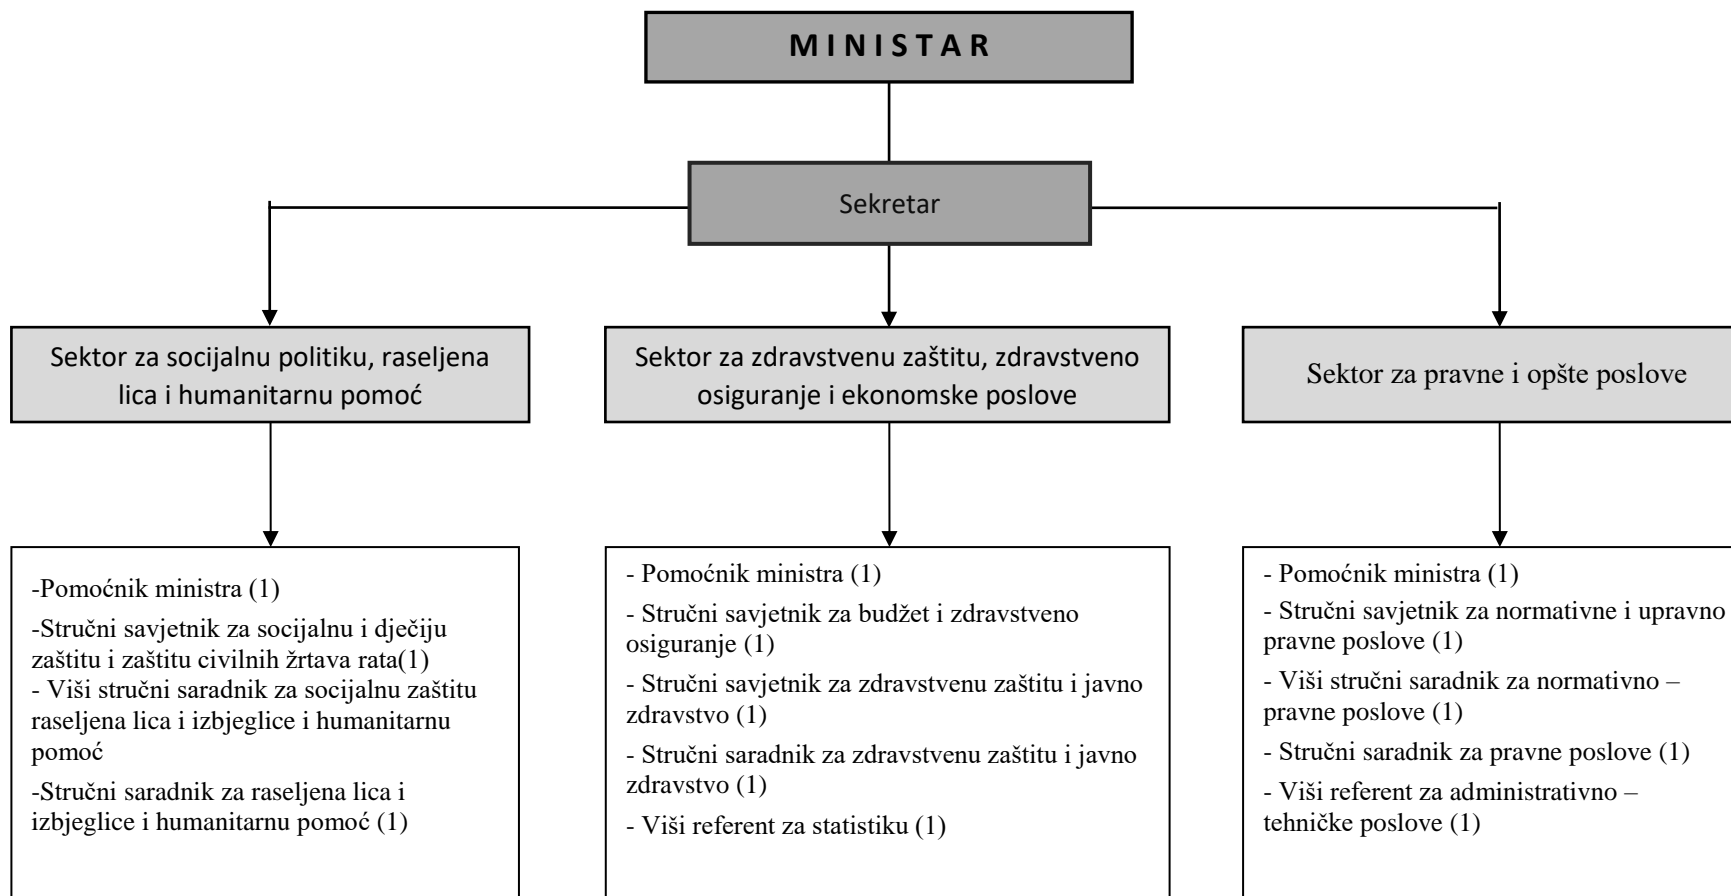 M I N I S T A R
Sekretar
Sektor za socijalnu politiku, raseljena
lica i humanitarnu pomoć
Sektor za zdravstvenu zaštitu, zdravstveno
osiguranje i ekonomske poslove
Sektor za pravne i opšte poslove
-Pomoćnik ministra (1)
-Stručni savjetnik za socijalnu i dječiju
zaštitu i zaštitu civilnih žrtava rata(1)
- Viši stručni saradnik za socijalnu zaštitu
raseljena lica i izbjeglice i humanitarnu
pomoć
-Stručni saradnik za raseljena lica i
izbjeglice i humanitarnu pomoć (1)
- Pomoćnik ministra (1)
- Stručni savjetnik za budžet i zdravstveno
osiguranje (1)
- Stručni savjetnik za zdravstvenu zaštitu i javno
zdravstvo (1)
- Stručni saradnik za zdravstvenu zaštitu i javno
zdravstvo (1)
- Viši referent za statistiku (1)
- Pomoćnik ministra (1)
- Stručni savjetnik za normativne i upravno
pravne poslove (1)
- Viši stručni saradnik za normativno –
pravne poslove (1)
- Stručni saradnik za pravne poslove (1)
- Viši referent za administrativno –
tehničke poslove (1)